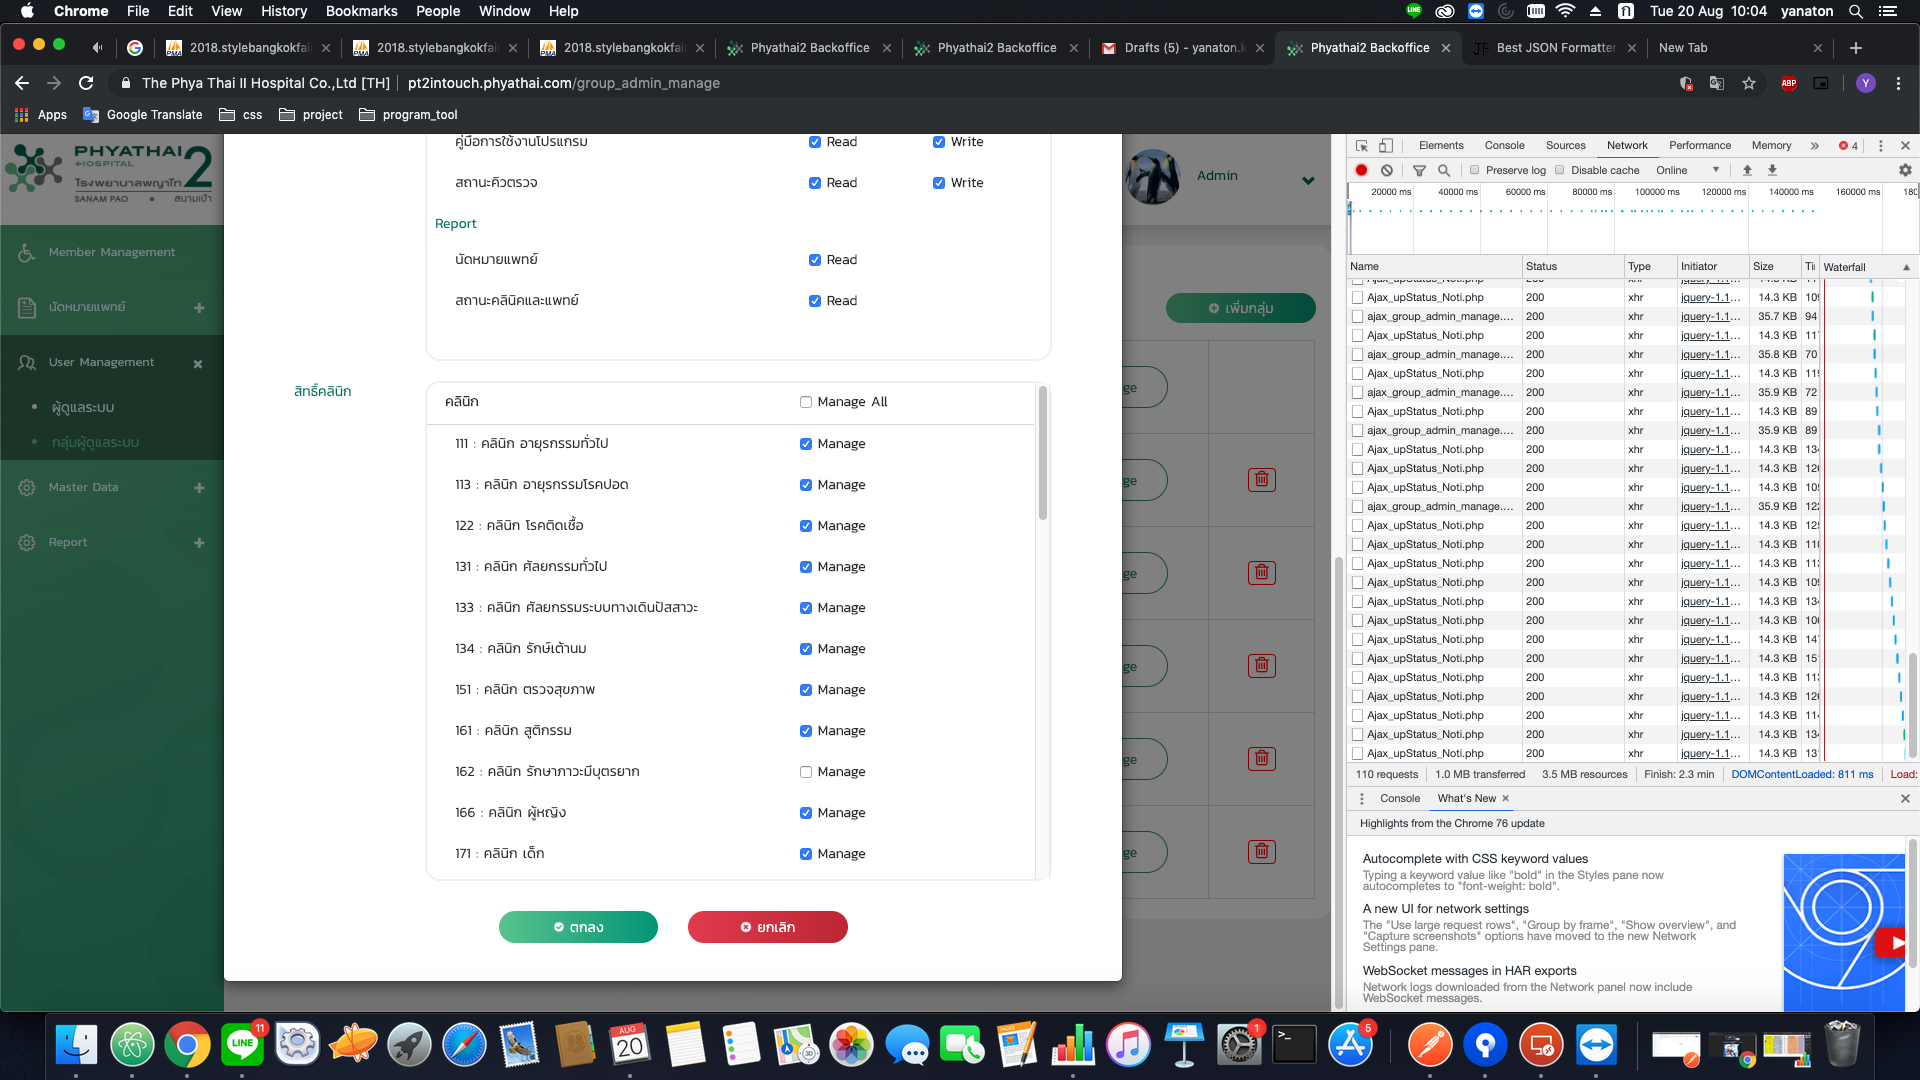 Chrome File Edit View History Bookmarks People Window Help Tue 20 Aug 10:04 yanaton
2018.stylebangkokfai 2018.stylebangkokfai 2018.stylebangkokfai Phyathai2 Backoffice Phyathai2 Backoffice Drafts (5) - yanaton.k Phyathai2 Backoffice Best JSON Formatter New Tab
The Phya Thai II Hospital Co.,Ltd [TH] pt2intouch.phyathai.com/group_admin_manage
Apps Google Translate css project program_tool
PHYATHAI 2
HOSPITAL
โรงพยาบาลพญาไท
SANAM PAO • สนามเป้า
Member Management
นัดหมายแพทย์
User Management
ผู้ดูแลระบบ
กลุ่มผู้ดูแลระบบ
Master Data
Report
คู่มือการใช้งานโปรแกรม Read Write
สถานะคิวตรวจ Read Write
Report
นัดหมายแพทย์ Read
สถานะคลินิคและแพทย์ Read
สิทธิ์คลินิก
คลินิก Manage All
111 : คลินิก อายุรกรรมทั่วไป Manage
113 : คลินิก อายุรกรรมโรคปอด Manage
122 : คลินิก โรคติดเชื้อ Manage
131 : คลินิก ศัลยกรรมทั่วไป Manage
133 : คลินิก ศัลยกรรมระบบทางเดินปัสสาวะ Manage
134 : คลินิก รักษ์เต้านม Manage
151 : คลินิก ตรวจสุขภาพ Manage
161 : คลินิก สูติกรรม Manage
162 : คลินิก รักษาภาวะมีบุตรยาก Manage
166 : คลินิก ผู้หญิง Manage
171 : คลินิก เด็ก Manage
ตกลง ยกเลิก
Admin
เพิ่มกลุ่ม
Elements Console Sources Network Performance Memory 4
Preserve log Disable cache Online
20000 ms 40000 ms 60000 ms 80000 ms 100000 ms 120000 ms 140000 ms 160000 ms
Name Status Type Initiator Size Waterfall
Ajax_upStatus_Noti.php 200 xhr jquery-1.1... 14.3 KB
ajax_group_admin_manage.... 200 xhr jquery-1.1... 35.7 KB 94
Ajax_upStatus_Noti.php 200 xhr jquery-1.1... 14.3 KB
ajax_group_admin_manage.... 200 xhr jquery-1.1... 35.8 KB 70
Ajax_upStatus_Noti.php 200 xhr jquery-1.1... 14.3 KB
ajax_group_admin_manage.... 200 xhr jquery-1.1... 35.9 KB 72
Ajax_upStatus_Noti.php 200 xhr jquery-1.1... 14.3 KB 89
ajax_group_admin_manage.... 200 xhr jquery-1.1... 35.9 KB 89
Ajax_upStatus_Noti.php 200 xhr jquery-1.1... 14.3 KB
Ajax_upStatus_Noti.php 200 xhr jquery-1.1... 14.3 KB
Ajax_upStatus_Noti.php 200 xhr jquery-1.1... 14.3 KB
ajax_group_admin_manage.... 200 xhr jquery-1.1... 35.9 KB
Ajax_upStatus_Noti.php 200 xhr jquery-1.1... 14.3 KB
Ajax_upStatus_Noti.php 200 xhr jquery-1.1... 14.3 KB
Ajax_upStatus_Noti.php 200 xhr jquery-1.1... 14.3 KB
Ajax_upStatus_Noti.php 200 xhr jquery-1.1... 14.3 KB
Ajax_upStatus_Noti.php 200 xhr jquery-1.1... 14.3 KB
Ajax_upStatus_Noti.php 200 xhr jquery-1.1... 14.3 KB
Ajax_upStatus_Noti.php 200 xhr jquery-1.1... 14.3 KB
Ajax_upStatus_Noti.php 200 xhr jquery-1.1... 14.3 KB
Ajax_upStatus_Noti.php 200 xhr jquery-1.1... 14.3 KB
Ajax_upStatus_Noti.php 200 xhr jquery-1.1... 14.3 KB
Ajax_upStatus_Noti.php 200 xhr jquery-1.1... 14.3 KB
Ajax_upStatus_Noti.php 200 xhr jquery-1.1... 14.3 KB
Ajax_upStatus_Noti.php 200 xhr jquery-1.1... 14.3 KB
110 requests 1.0 MB transferred 3.5 MB resources Finish: 2.3 min DOMContentLoaded: 811 ms Load:
Console What's New
Highlights from the Chrome 76 update
Autocomplete with CSS keyword values
Typing a keyword value like "bold" in the Styles pane now
autocompletes to "font-weight: bold".
A new UI for network settings
The "Use large request rows", "Group by frame", "Show overview", and
"Capture screenshots" options have moved to the new Network
Settings pane.
WebSocket messages in HAR exports
Network logs downloaded from the Network panel now include
WebSocket messages.
LINE 11 AUG 20 1 5